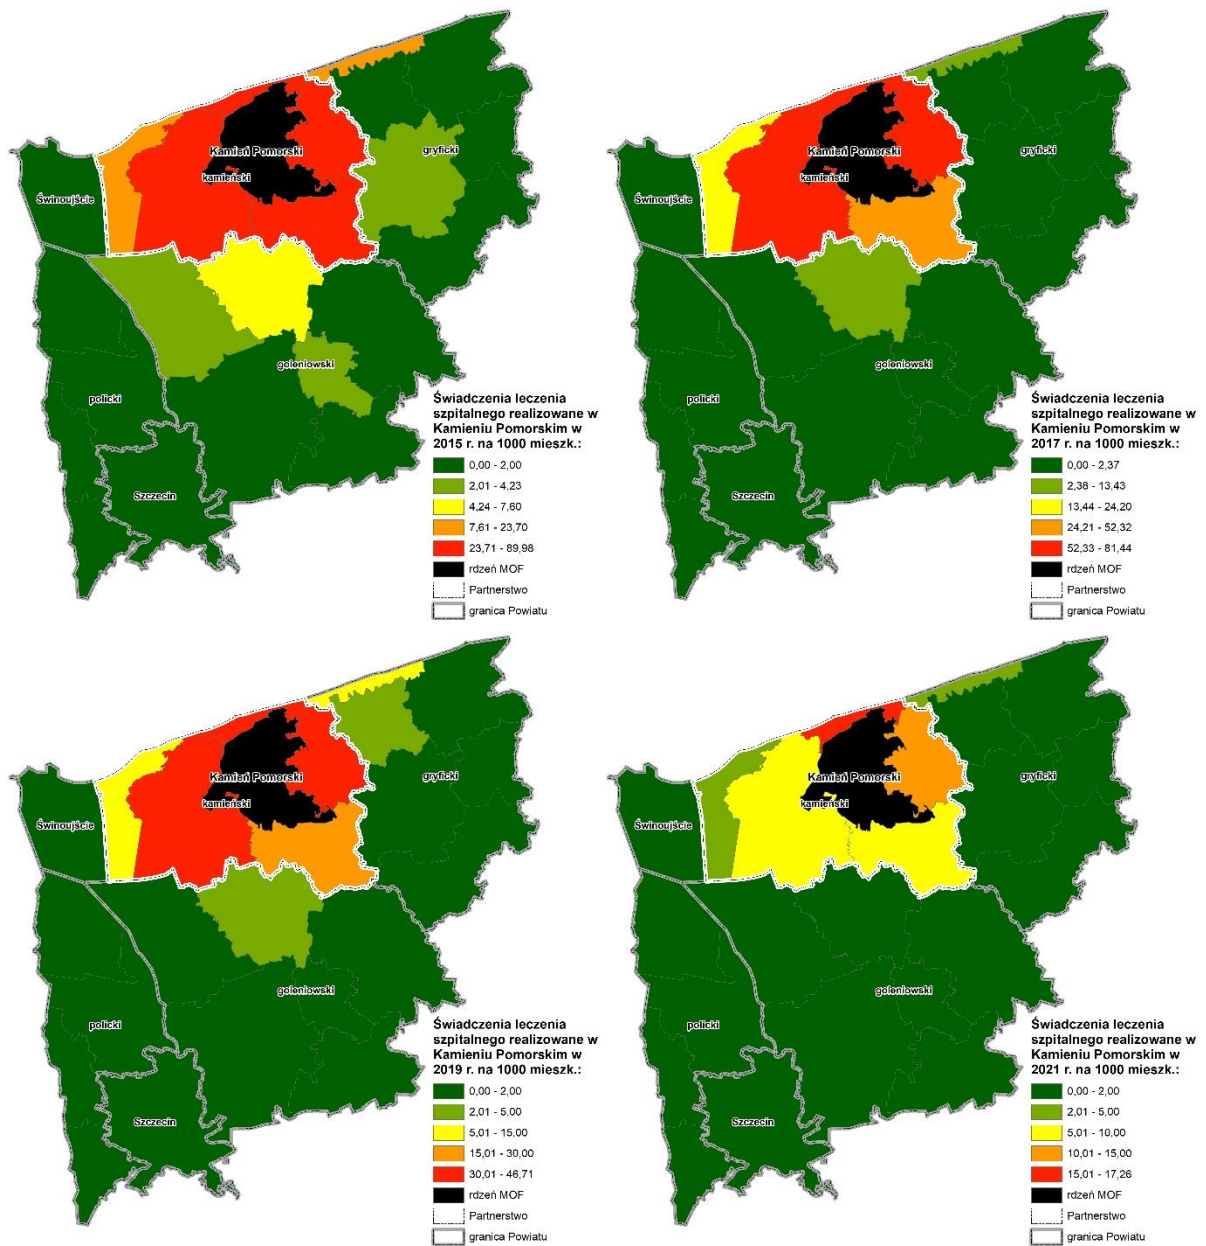 Kamień Pomorski
kamieński
gryficki
Świnoujście
goleniowski
policki
Szczecin
Świadczenia leczenia
szpitalnego realizowane w
Kamieniu Pomorskim w
2015 r. na 1000 mieszk.:
0,00 - 2,00
2,01 - 4,23
4,24 - 7,60
7,61 - 23,70
23,71 - 89,98
rdzeń MOF
Partnerstwo
granica Powiatu
Kamień Pomorski
kamieński
gryficki
Świnoujście
goleniowski
policki
Szczecin
Świadczenia leczenia
szpitalnego realizowane w
Kamieniu Pomorskim w
2017 r. na 1000 mieszk.:
0,00 - 2,37
2,38 - 13,43
13,44 - 24,20
24,21 - 52,32
52,33 - 81,44
rdzeń MOF
Partnerstwo
granica Powiatu
Kamień Pomorski
kamieński
gryficki
Świnoujście
goleniowski
policki
Szczecin
Świadczenia leczenia
szpitalnego realizowane w
Kamieniu Pomorskim w
2019 r. na 1000 mieszk.:
0,00 - 2,00
2,01 - 5,00
5,01 - 15,00
15,01 - 30,00
30,01 - 46,71
rdzeń MOF
Partnerstwo
granica Powiatu
Kamień Pomorski
kamieński
gryficki
Świnoujście
goleniowski
policki
Szczecin
Świadczenia leczenia
szpitalnego realizowane w
Kamieniu Pomorskim w
2021 r. na 1000 mieszk.:
0,00 - 2,00
2,01 - 5,00
5,01 - 10,00
10,01 - 15,00
15,01 - 17,26
rdzeń MOF
Partnerstwo
granica Powiatu